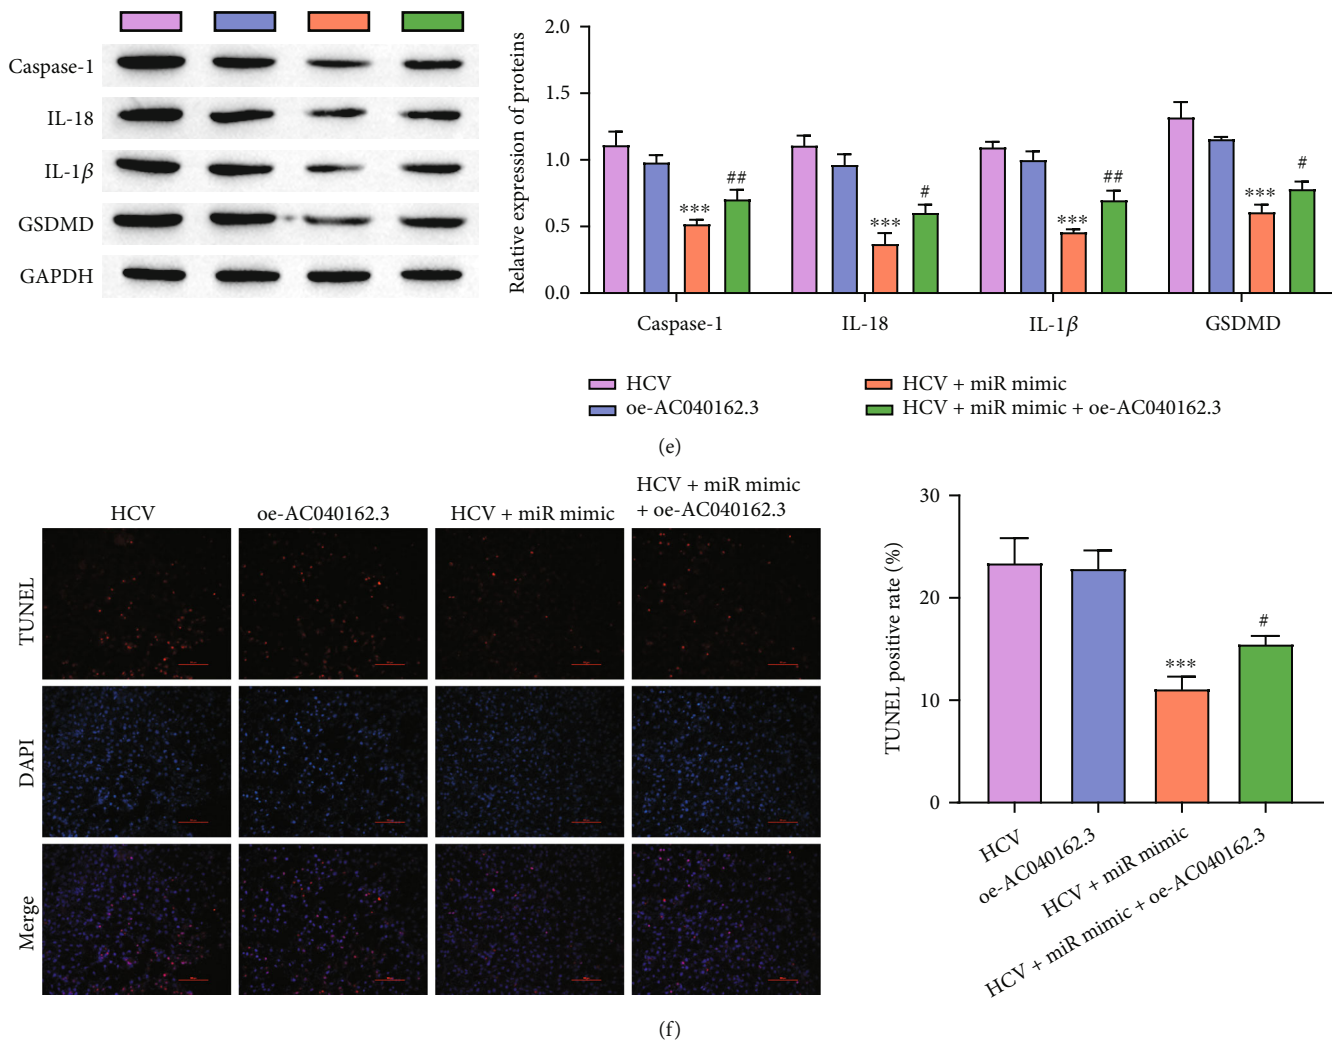 Caspase-1
IL-18
IL-1β
GSDMD
GAPDH
Relative expression of proteins
2.0
1.5
1.0
0.5
0.0
## # ## #
*** *** *** ***
Caspase-1 IL-18 IL-1β GSDMD
HCV HCV + miR mimic
oe-AC040162.3 HCV + miR mimic + oe-AC040162.3
(e)
HCV oe-AC040162.3 HCV + miR mimic HCV + miR mimic
+ oe-AC040162.3
TUNEL
DAPI
Merge
TUNEL positive rate (%)
30
20
10
0
***
#
HCV
oe-AC040162.3
HCV + miR mimic
HCV + miR mimic + oe-AC040162.3
(f)